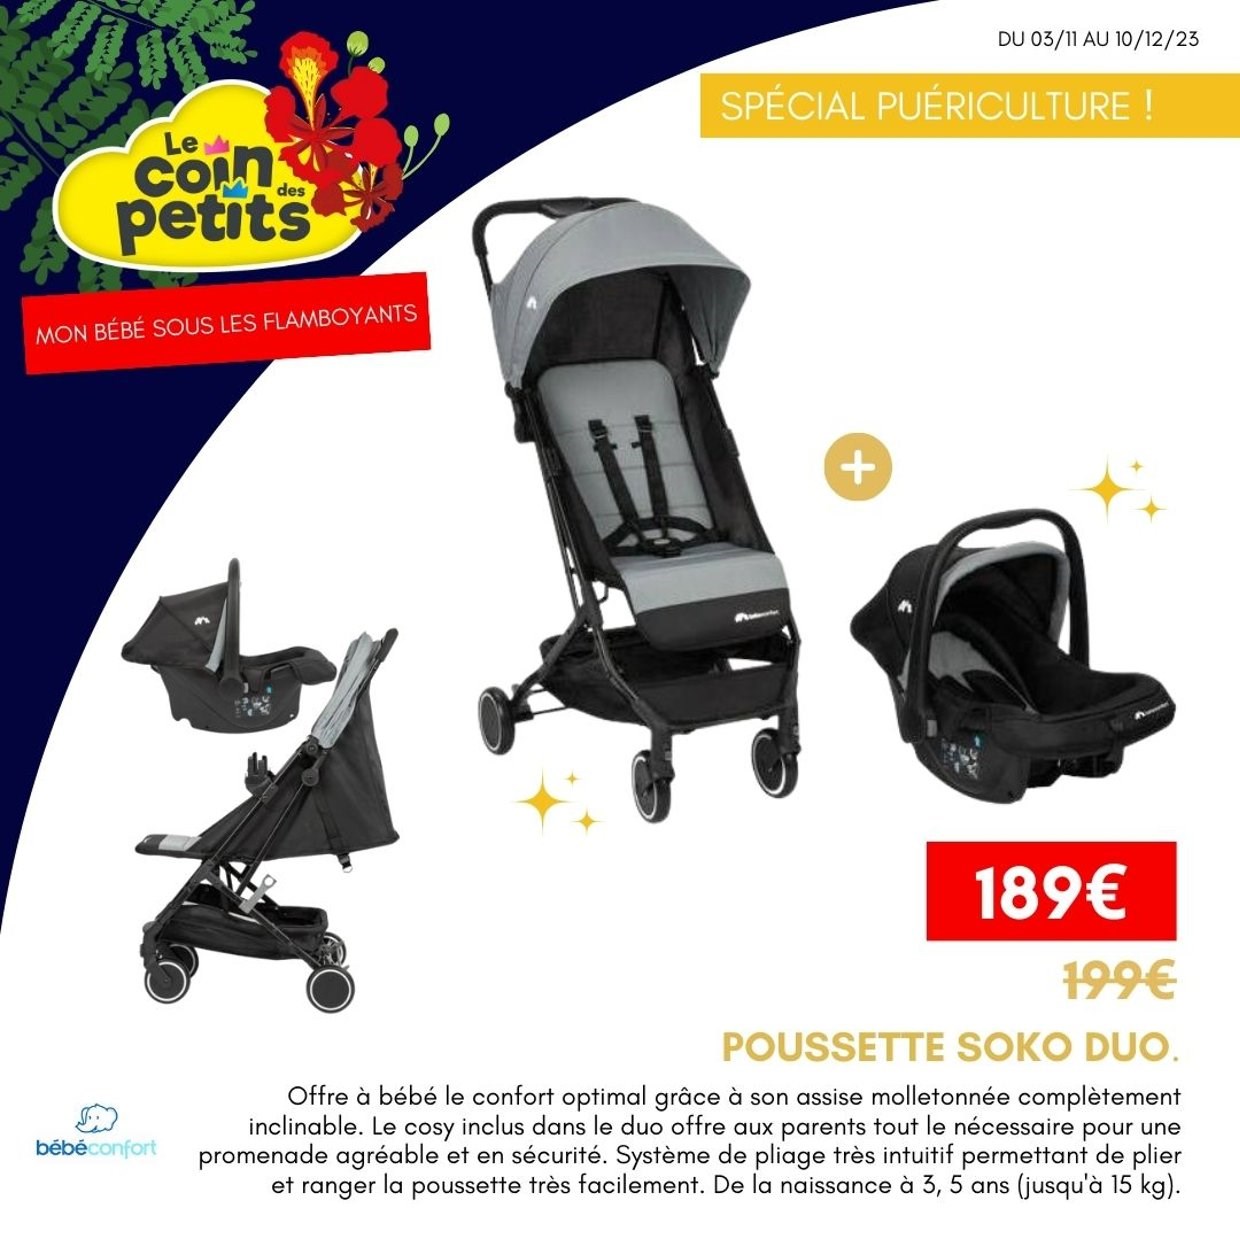 DU 03/11 AU 10/12/23
SPÉCIAL PUÉRICULTURE !
Le
coin
des
petits
MON BÉBÉ SOUS LES FLAMBOYANTS
bébéconfort
bébéconfort
189€
199€
POUSSETTE SOKO DUO.
Offre à bébé le confort optimal grâce à son assise molletonnée complètement
inclinable. Le cosy inclus dans le duo offre aux parents tout le nécessaire pour une
promenade agréable et en sécurité. Système de pliage très intuitif permettant de plier
et ranger la poussette très facilement. De la naissance à 3, 5 ans (jusqu'à 15 kg).
bébéconfort